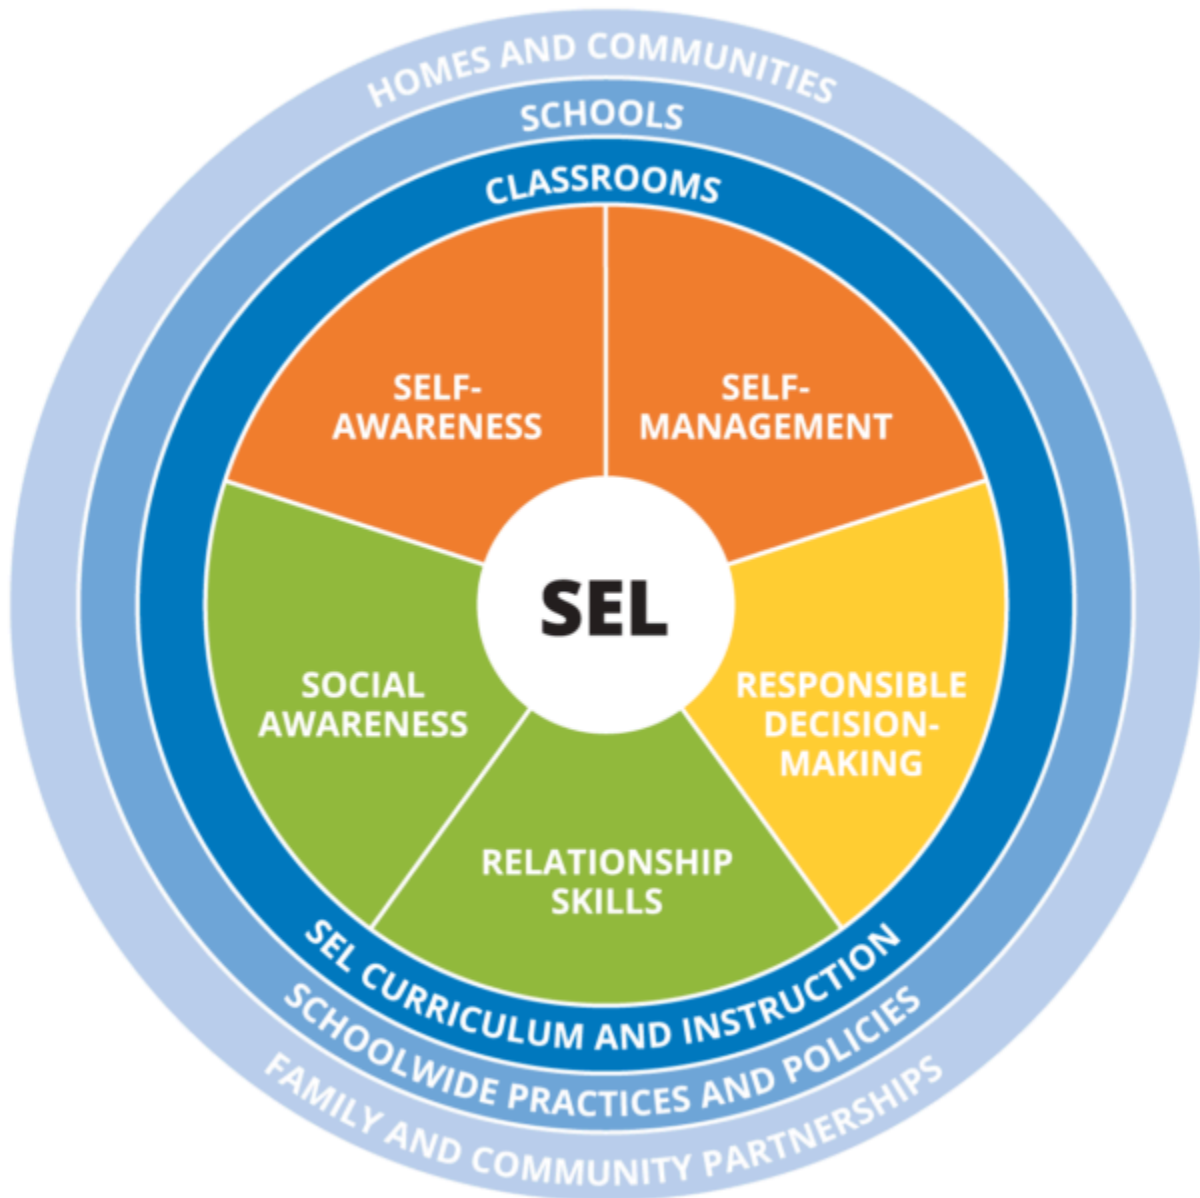 HOMES AND COMMUNITIES
SCHOOLS
CLASSROOMS
SELF-
AWARENESS
SELF-
MANAGEMENT
SEL
SOCIAL
AWARENESS
RESPONSIBLE
DECISION-
MAKING
RELATIONSHIP
SKILLS
SEL CURRICULUM AND INSTRUCTION
SCHOOLWIDE PRACTICES AND POLICIES
FAMILY AND COMMUNITY PARTNERSHIPS